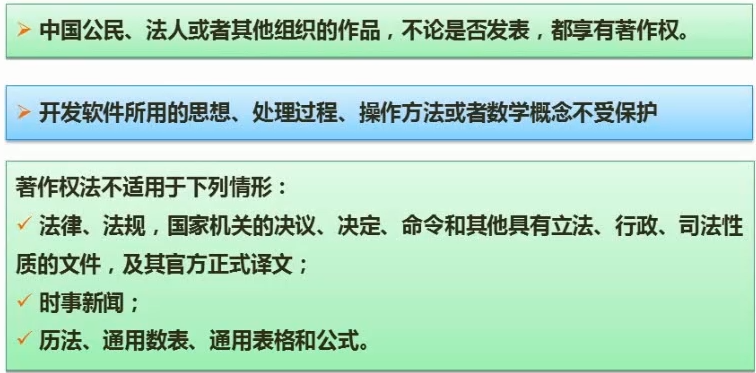 ➢ 中国公民、法人或者其他组织的作品，不论是否发表，都享有著作权。
➢ 开发软件所用的思想、处理过程、操作方法或者数学概念不受保护
著作权法不适用于下列情形：
✓ 法律、法规，国家机关的决议、决定、命令和其他具有立法、行政、司法性
质的文件，及其官方正式译文；
✓ 时事新闻；
✓ 历法、通用数表、通用表格和公式。